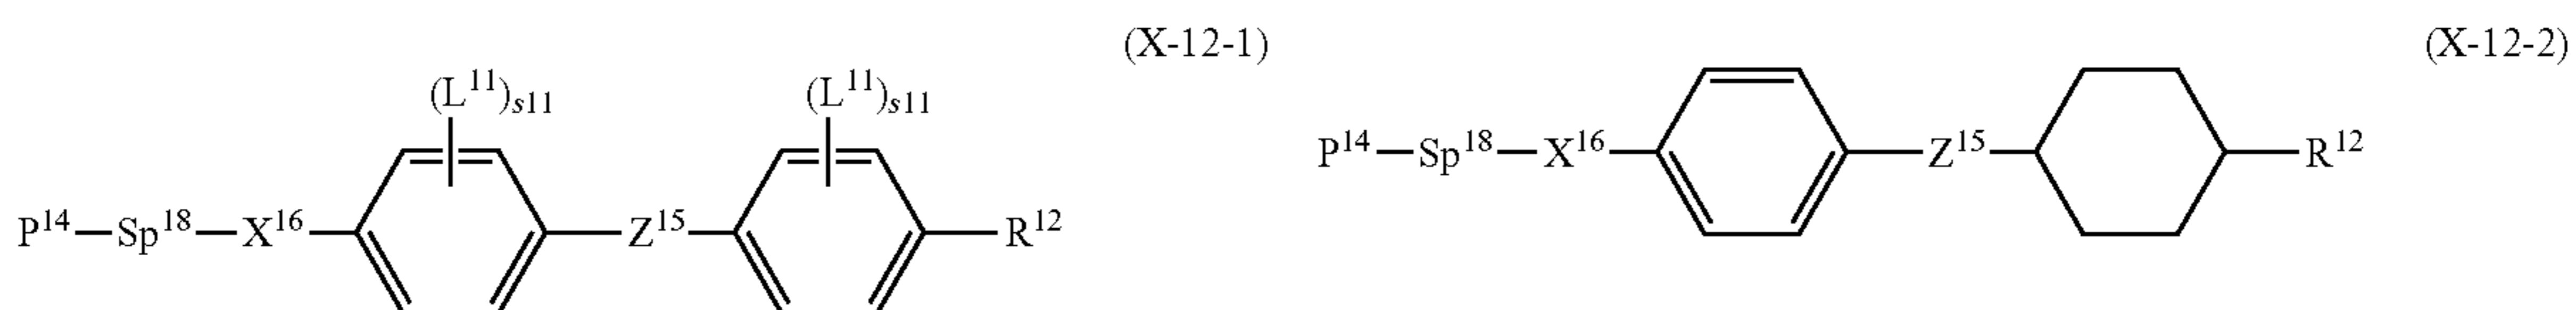 (X-12-1)
(L¹¹)ₛ₁₁ (L¹¹)ₛ₁₁
P¹⁴—Sp¹⁸—X¹⁶ Z¹⁵ R¹²
(X-12-2)
P¹⁴—Sp¹⁸—X¹⁶ Z¹⁵ R¹²